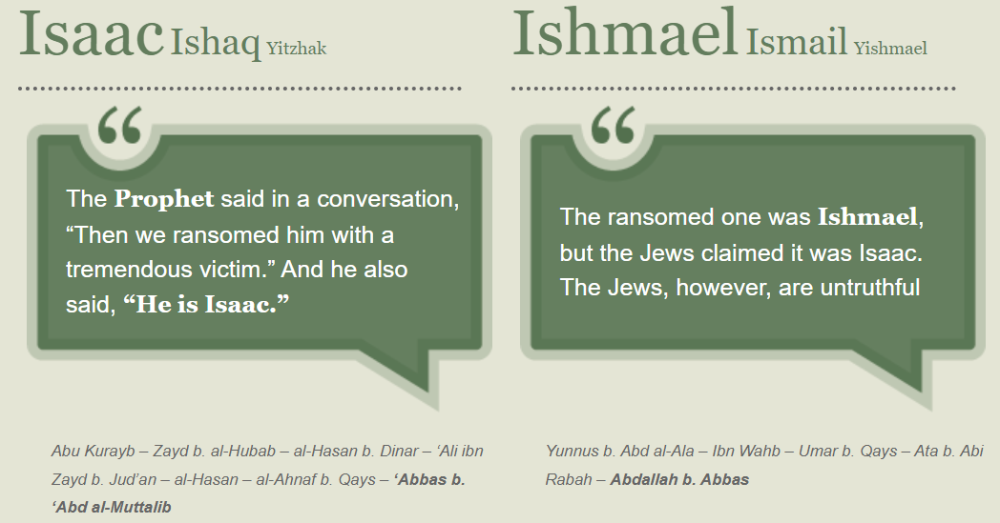 Isaac Ishaq Yitzhak
“
The Prophet said in a conversation,
“Then we ransomed him with a
tremendous victim.” And he also
said, “He is Isaac.”
Abu Kurayb – Zayd b. al-Hubab – al-Hasan b. Dinar – ‘Ali ibn
Zayd b. Jud’an – al-Hasan – al-Ahnaf b. Qays – ‘Abbas b.
‘Abd al-Muttalib
Ishmael Ismail Yishmael
“
The ransomed one was Ishmael,
but the Jews claimed it was Isaac.
The Jews, however, are untruthful
Yunnus b. Abd al-Ala – Ibn Wahb – Umar b. Qays – Ata b. Abi
Rabah – Abdallah b. Abbas